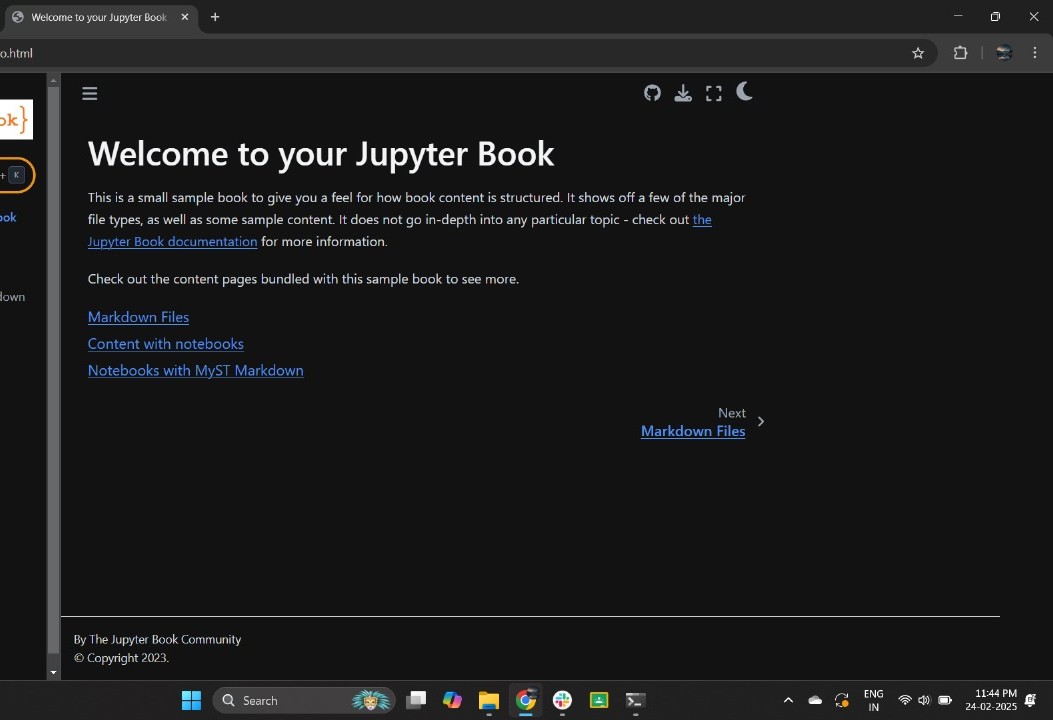 Welcome to your Jupyter Book
o.html
ok}
+ K
ook
down
Welcome to your Jupyter Book
This is a small sample book to give you a feel for how book content is structured. It shows off a few of the major
file types, as well as some sample content. It does not go in-depth into any particular topic - check out the
Jupyter Book documentation for more information.
Check out the content pages bundled with this sample book to see more.
Markdown Files
Content with notebooks
Notebooks with MyST Markdown
Next
Markdown Files
By The Jupyter Book Community
© Copyright 2023.
Search
ENG
IN
11:44 PM
24-02-2025